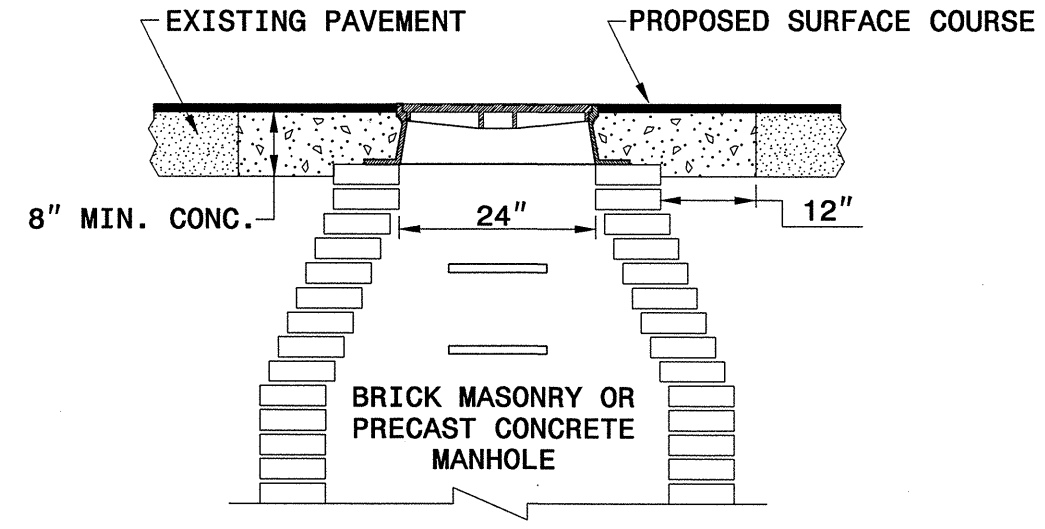 EXISTING PAVEMENT
PROPOSED SURFACE COURSE
8" MIN. CONC.
24"
12"
BRICK MASONRY OR
PRECAST CONCRETE
MANHOLE